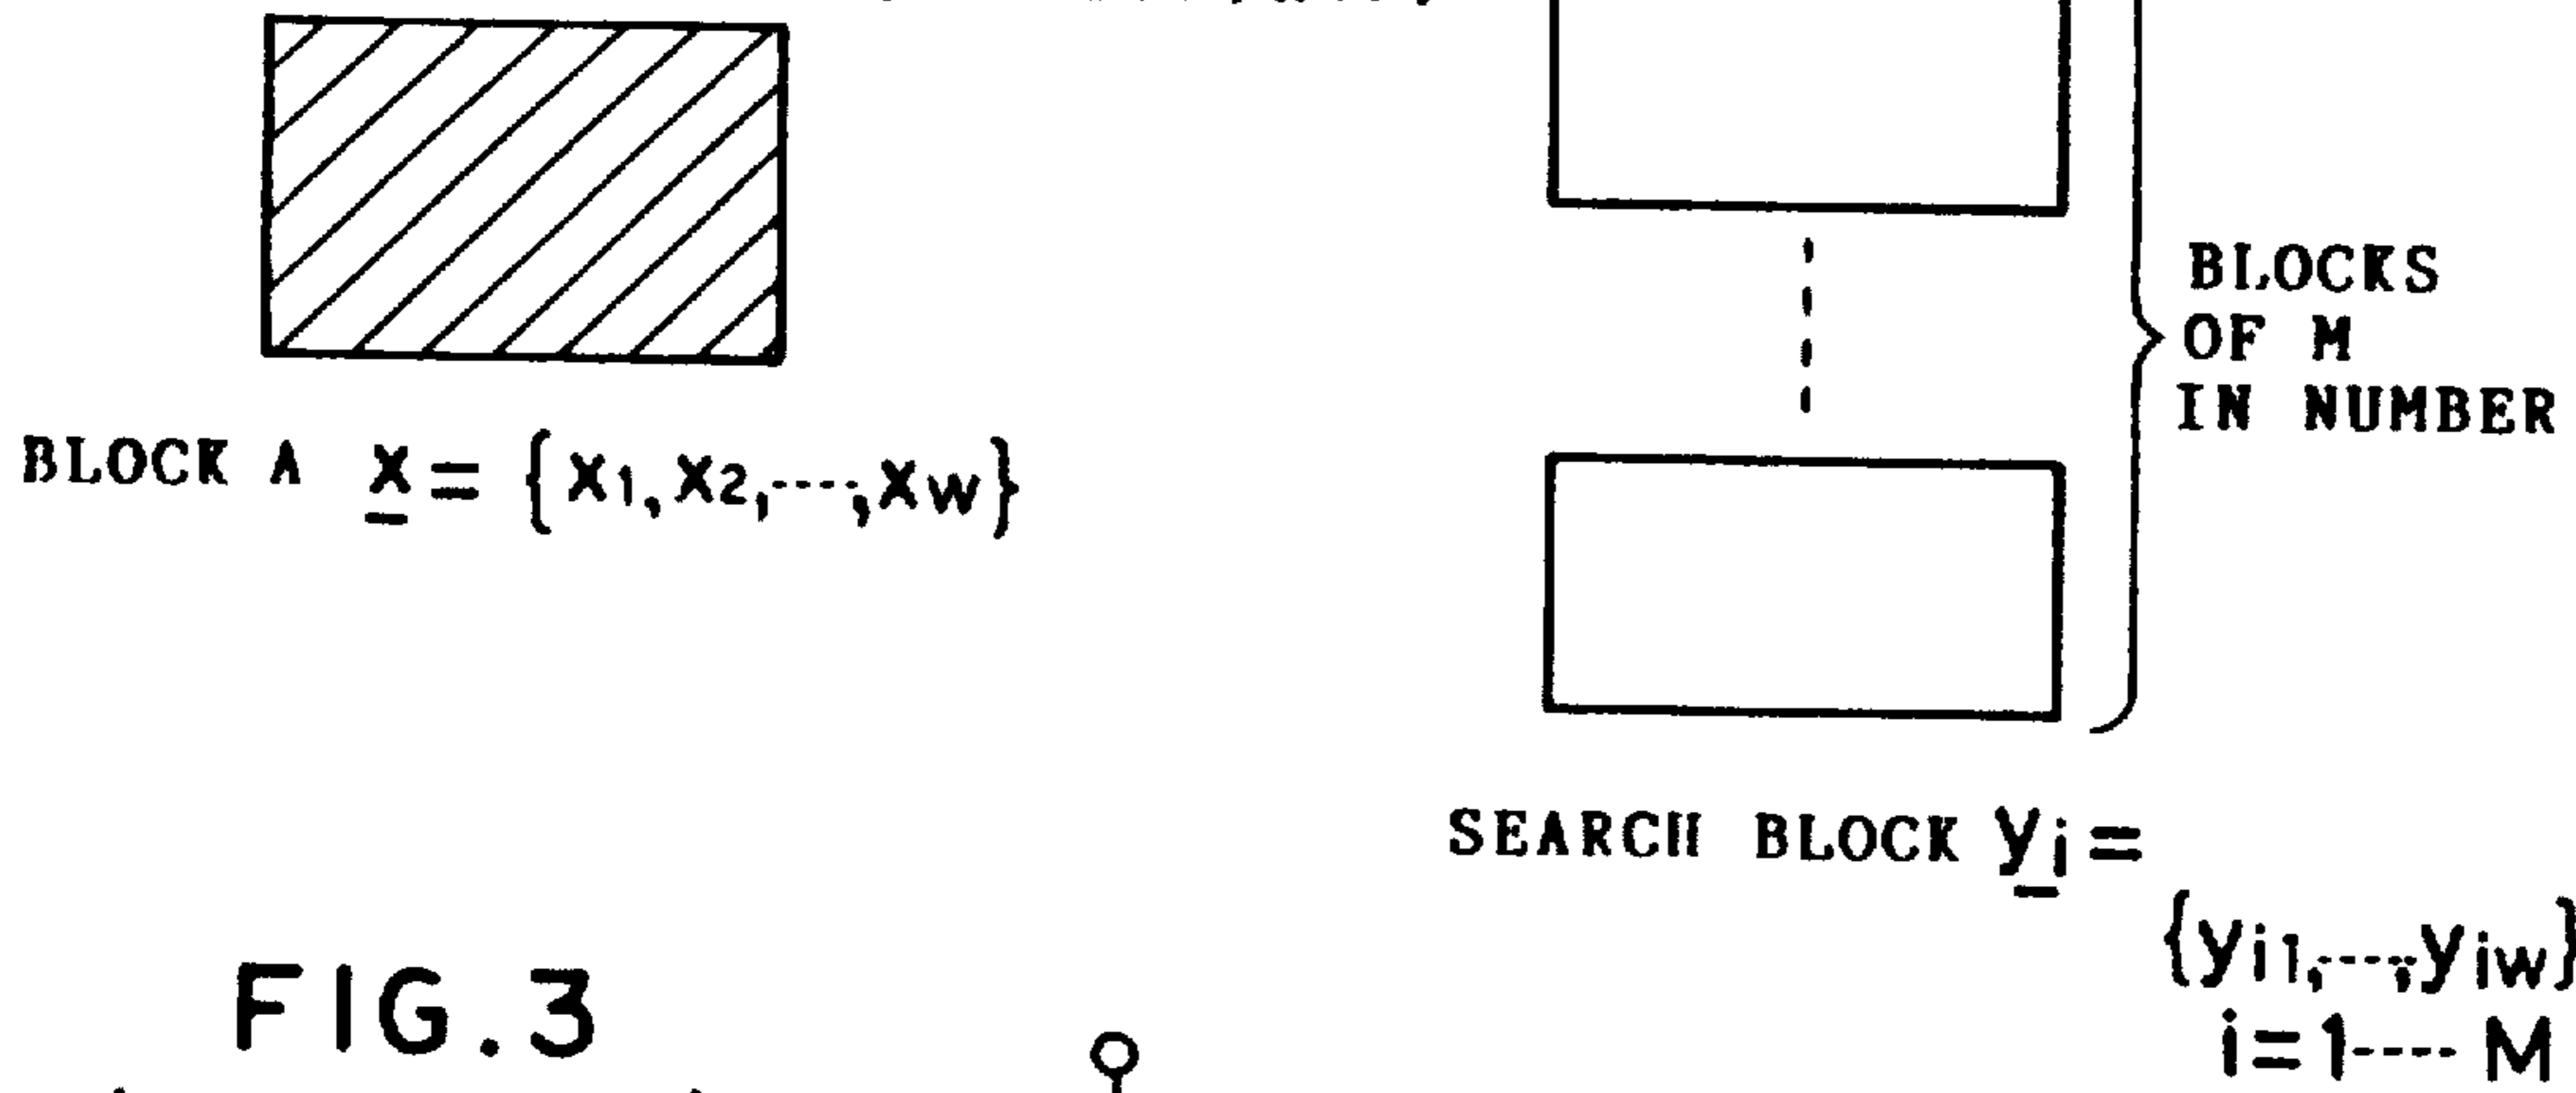 BLOCKS
OF M
IN NUMBER
BLOCK A x = {x1, x2, ----, xw}
SEARCH BLOCK yi =
{yi1, ----, yiw}
i=1---- M
FIG.3